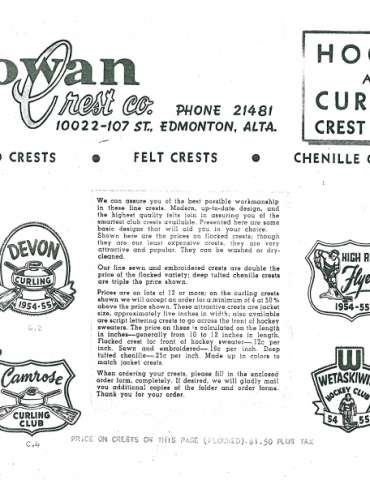 owan
Crest co.
PHONE 21481
10022-107 ST., EDMONTON, ALTA.
HOC
A
CUR
CREST
D CRESTS • FELT CRESTS • CHENILLE C
We can assure you of the best possible workmanship
in these line crests. Modern, up-to-date design, and
the highest quality felts join in assuring you of the
smartest club crests available. Presented here are some
basic designs that will aid you in your choice.
Shown here are the prices on flocked crests; though
they are our least expensive crests, they are very
attractive and popular. They can be washed or dry-
cleaned.
Our line sewn and embroidered crests are double the
price of the flocked variety; deep tufted chenille crests
are triple the price shown.
Prices are on lots of 12 or more; on the curling crests
shown we will accept an order for a minimum of 4 at 50%
above the price shown. These attractive crests are jacket
size, approximately five inches in width; also available
are script lettering crests to go across the front of hockey
sweaters. The price on these is calculated on the length
in inches—generally from 10 to 12 inches in length.
Flocked crest for front of hockey sweater—12c per
inch. Sewn and embroidered—16c per inch. Deep
tufted chenille—25c per inch. Made up in colors to
match jacket crests.
When ordering your crests, please fill in the enclosed
order form, completely. If desired, we will gladly mail
you additional copies of the folder and order forms.
Thank you for your order.
DEVON
CURLING
1954-55
C.2
HIGH R
Flye
1954-55
Camrose
CURLING
CLUB
C.4
W
WETASKIWIN
HOCKEY CLUB
54 55
PRICE ON CRESTS ON THIS PAGE (FLOCKED) $1.50 PLUS TAX